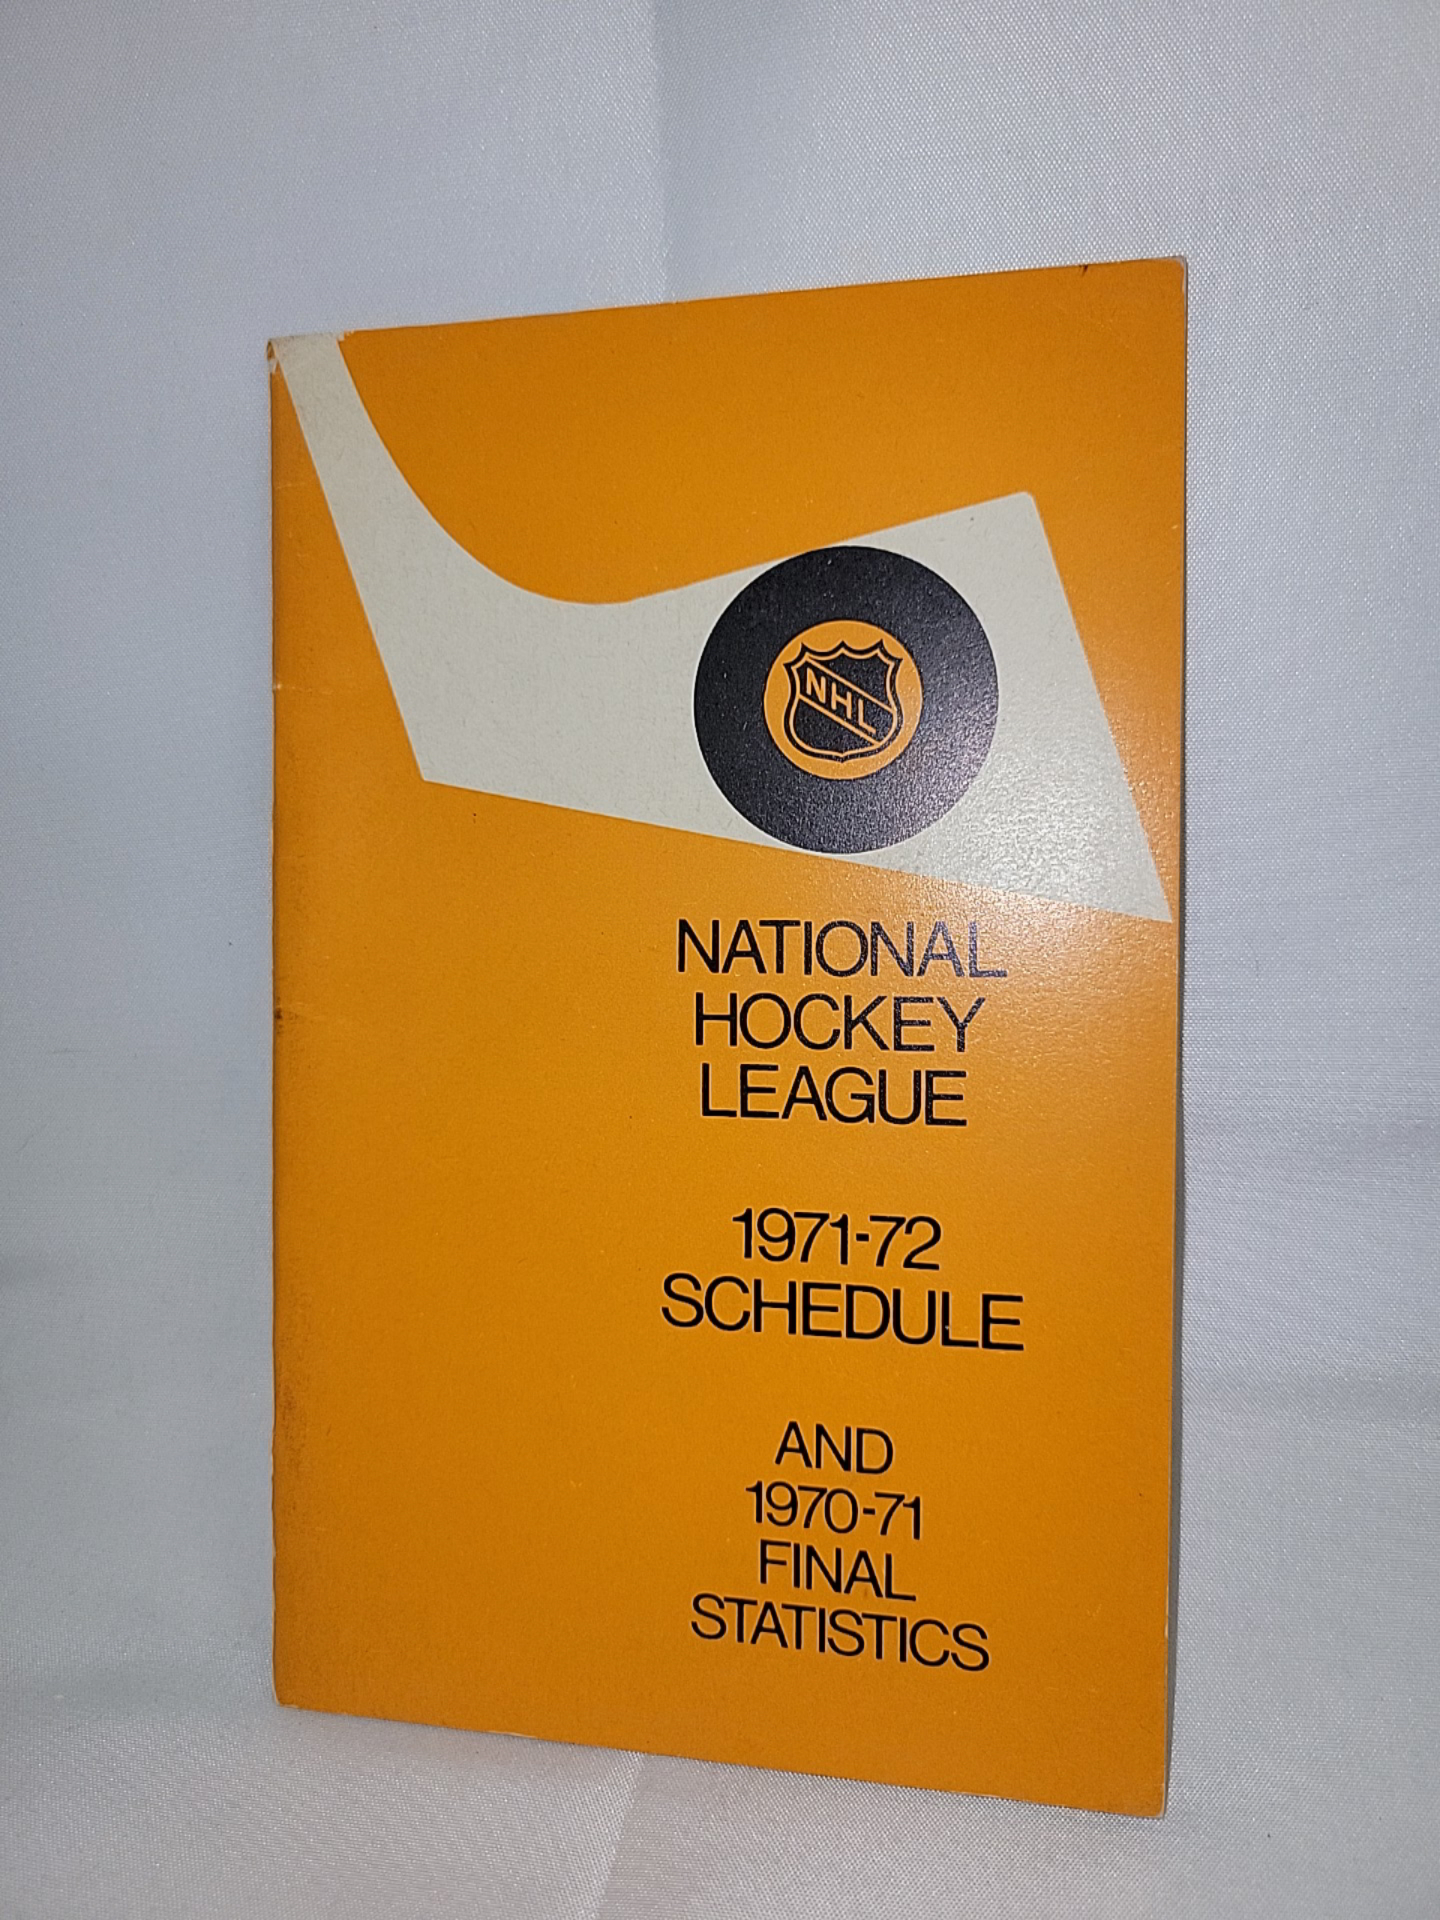 NHL
NATIONAL
HOCKEY
LEAGUE
1971-72
SCHEDULE
AND
1970-71
FINAL
STATISTICS